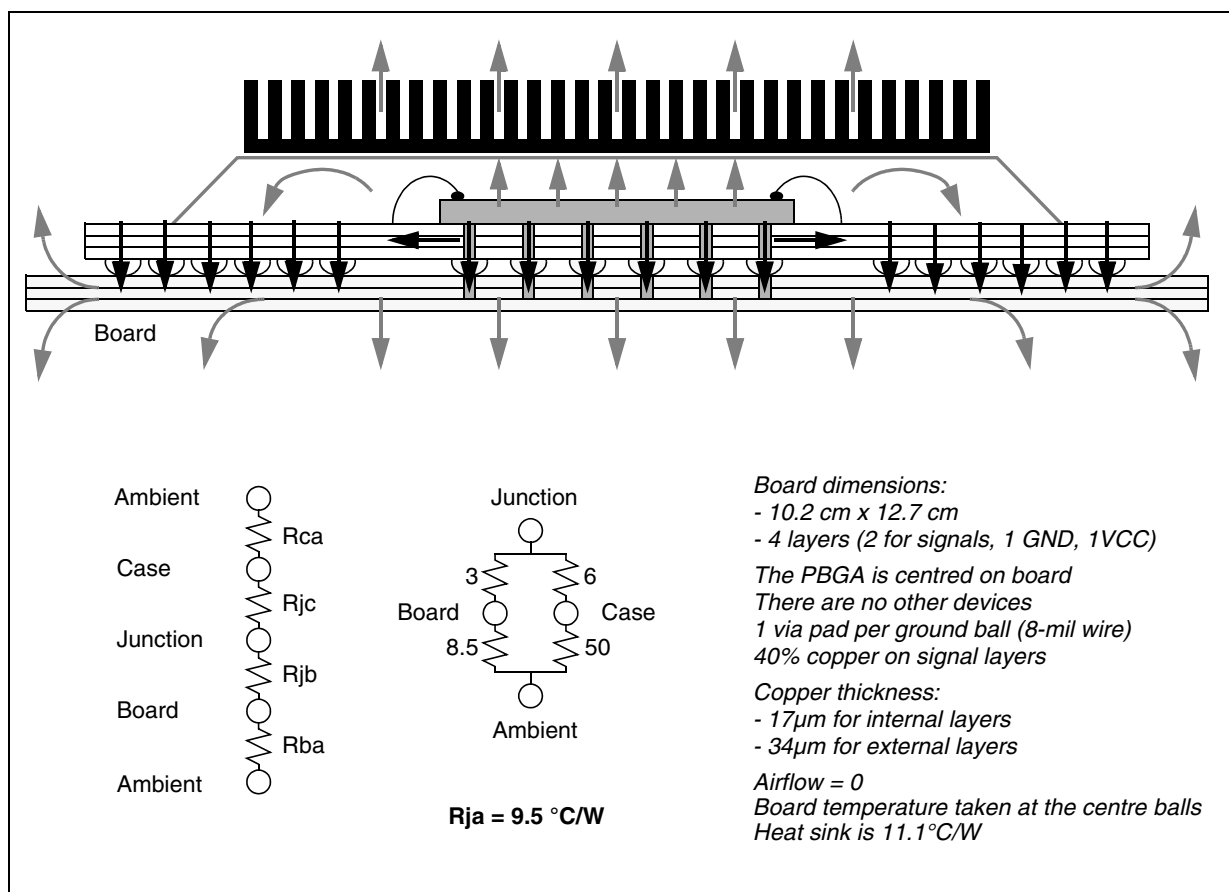 Board
Ambient
Rca
Case
Rjc
Junction
Rjb
Board
Rba
Ambient
Junction
3
6
Board
Case
8.5
50
Ambient
Rja = 9.5 °C/W
Board dimensions:
- 10.2 cm x 12.7 cm
- 4 layers (2 for signals, 1 GND, 1VCC)
The PBGA is centred on board
There are no other devices
1 via pad per ground ball (8-mil wire)
40% copper on signal layers
Copper thickness:
- 17µm for internal layers
- 34µm for external layers
Airflow = 0
Board temperature taken at the centre balls
Heat sink is 11.1°C/W